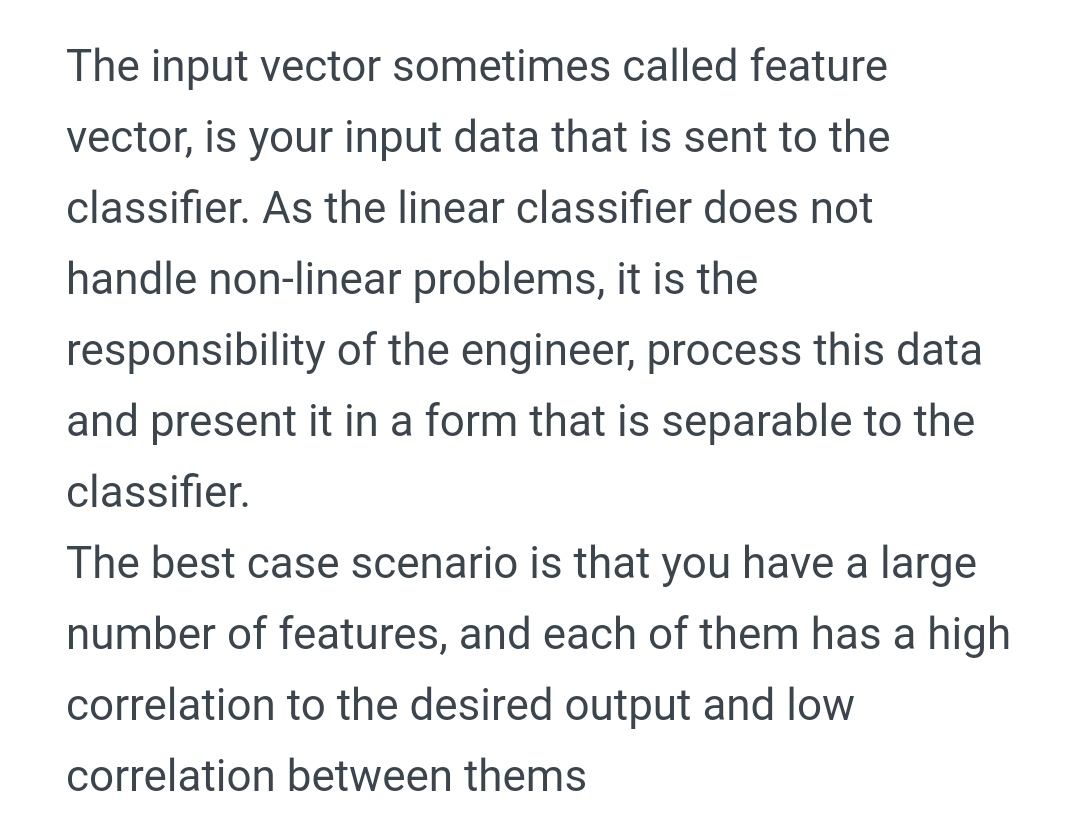 The input vector sometimes called feature
vector, is your input data that is sent to the
classifier. As the linear classifier does not
handle non-linear problems, it is the
responsibility of the engineer, process this data
and present it in a form that is separable to the
classifier.
The best case scenario is that you have a large
number of features, and each of them has a high
correlation to the desired output and low
correlation between thems